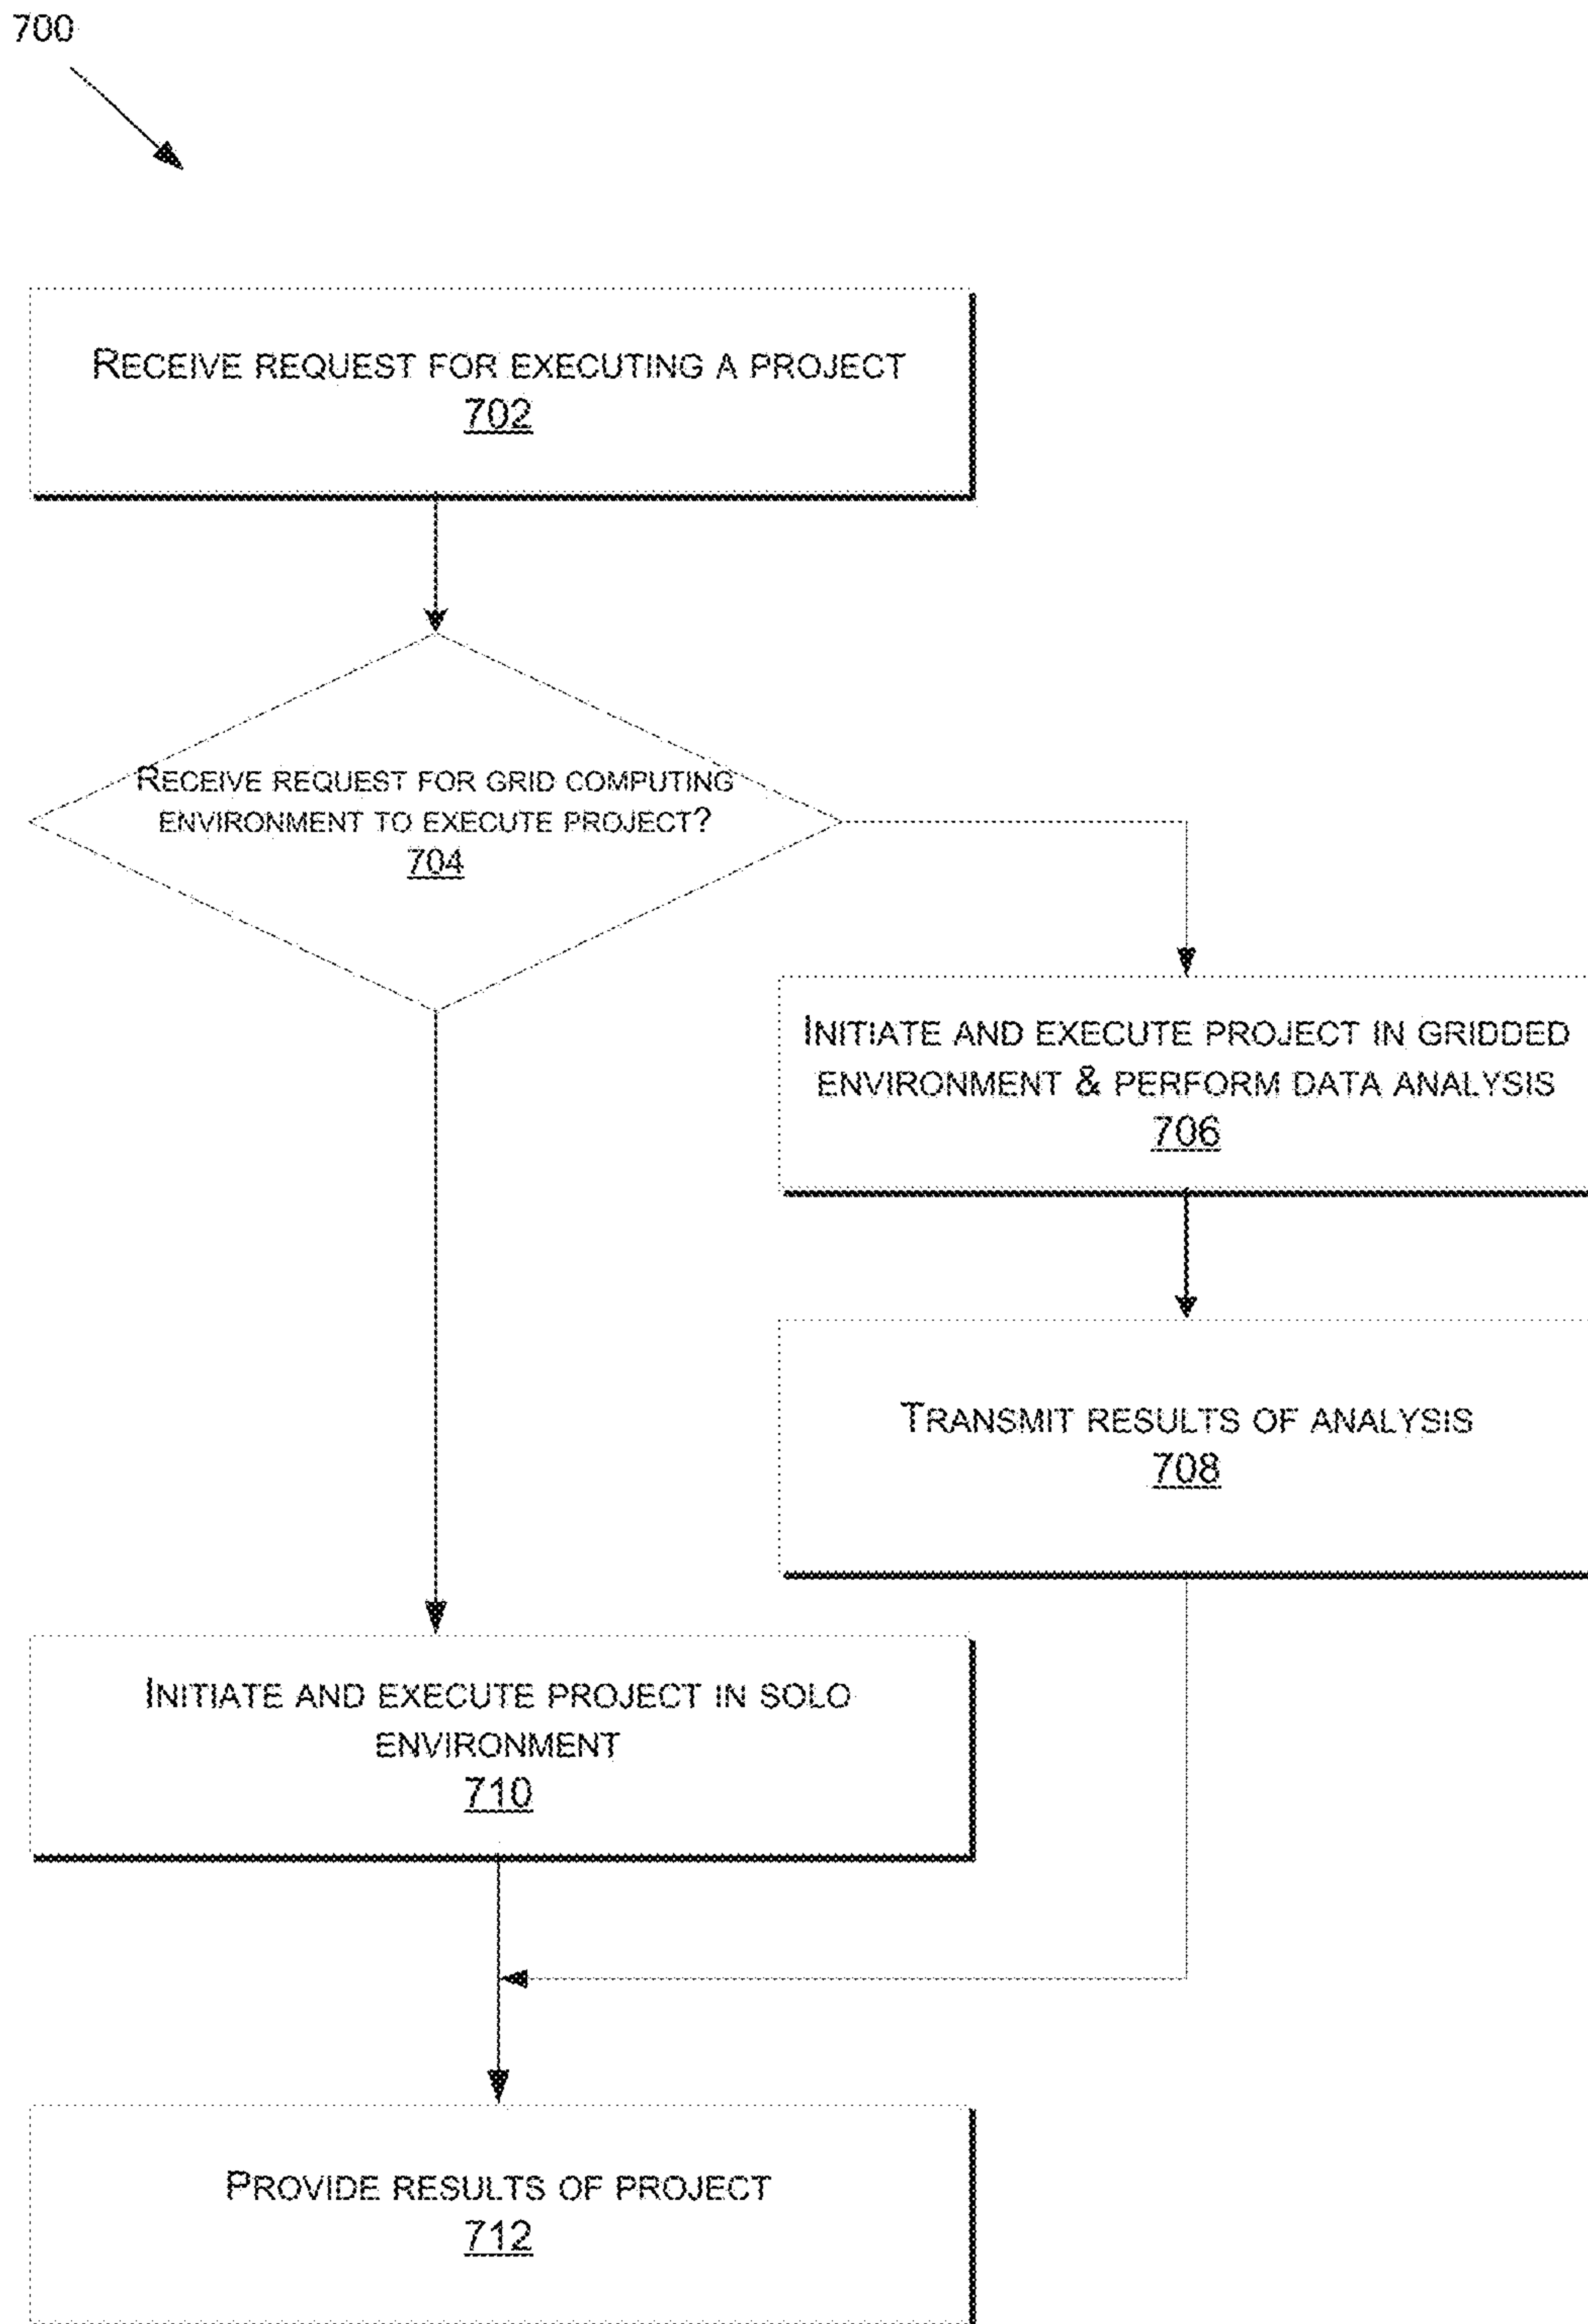 700
RECEIVE REQUEST FOR EXECUTING A PROJECT
702
RECEIVE REQUEST FOR GRID COMPUTING
ENVIRONMENT TO EXECUTE PROJECT?
704
INITIATE AND EXECUTE PROJECT IN GRIDDED
ENVIRONMENT & PERFORM DATA ANALYSIS
706
TRANSMIT RESULTS OF ANALYSIS
708
INITIATE AND EXECUTE PROJECT IN SOLO
ENVIRONMENT
710
PROVIDE RESULTS OF PROJECT
712